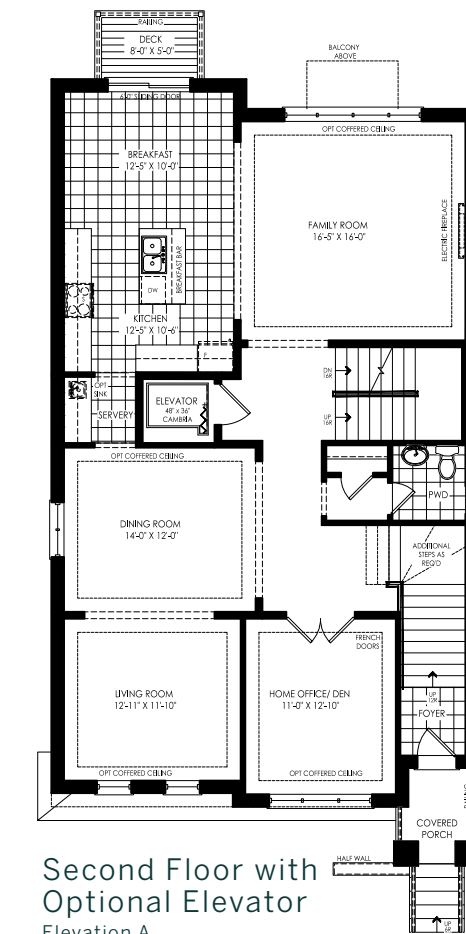 RAILING
DECK
8'-0" X 5'-0"
BALCONY
ABOVE
6'-0" SLIDING DOOR
OPT COFFERED CEILING
BREAKFAST
12'-5" X 10'-0"
FAMILY ROOM
16'-5" X 16'-0"
ELECTRIC FIREPLACE
BREAKFAST BAR
DW
KITCHEN
12'-5" X 10'-6"
F
DN
16R
OPT
SINK
SERVERY
ELEVATOR
48" x 36"
CAMBRIA
UP
16R
OPT COFFERED CEILING
PWD
DINING ROOM
14'-0" X 12'-0"
ADDITIONAL
STEPS AS
REQ'D
FRENCH
DOORS
LIVING ROOM
12'-11" X 11'-10"
HOME OFFICE/ DEN
11'-0" X 12'-10"
UP
12R
FOYER
OPT COFFERED CEILING
OPT COFFERED CEILING
RAILING
COVERED
PORCH
HALF WALL
Second Floor with
Optional Elevator
Elevation A
UP